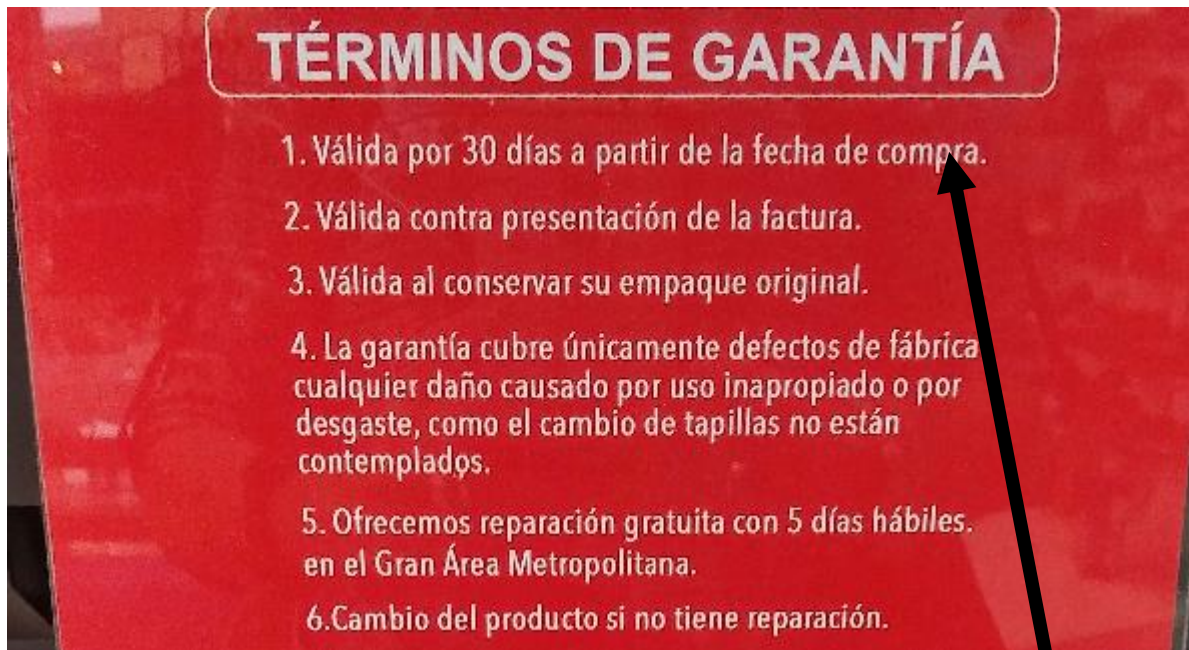 TÉRMINOS DE GARANTÍA
1. Válida por 30 días a partir de la fecha de compra.
2. Válida contra presentación de la factura.
3. Válida al conservar su empaque original.
4. La garantía cubre únicamente defectos de fábrica
cualquier daño causado por uso inapropiado o por
desgaste, como el cambio de tapillas no están
contemplados.
5. Ofrecemos reparación gratuita con 5 días hábiles.
en el Gran Área Metropolitana.
6.Cambio del producto si no tiene reparación.